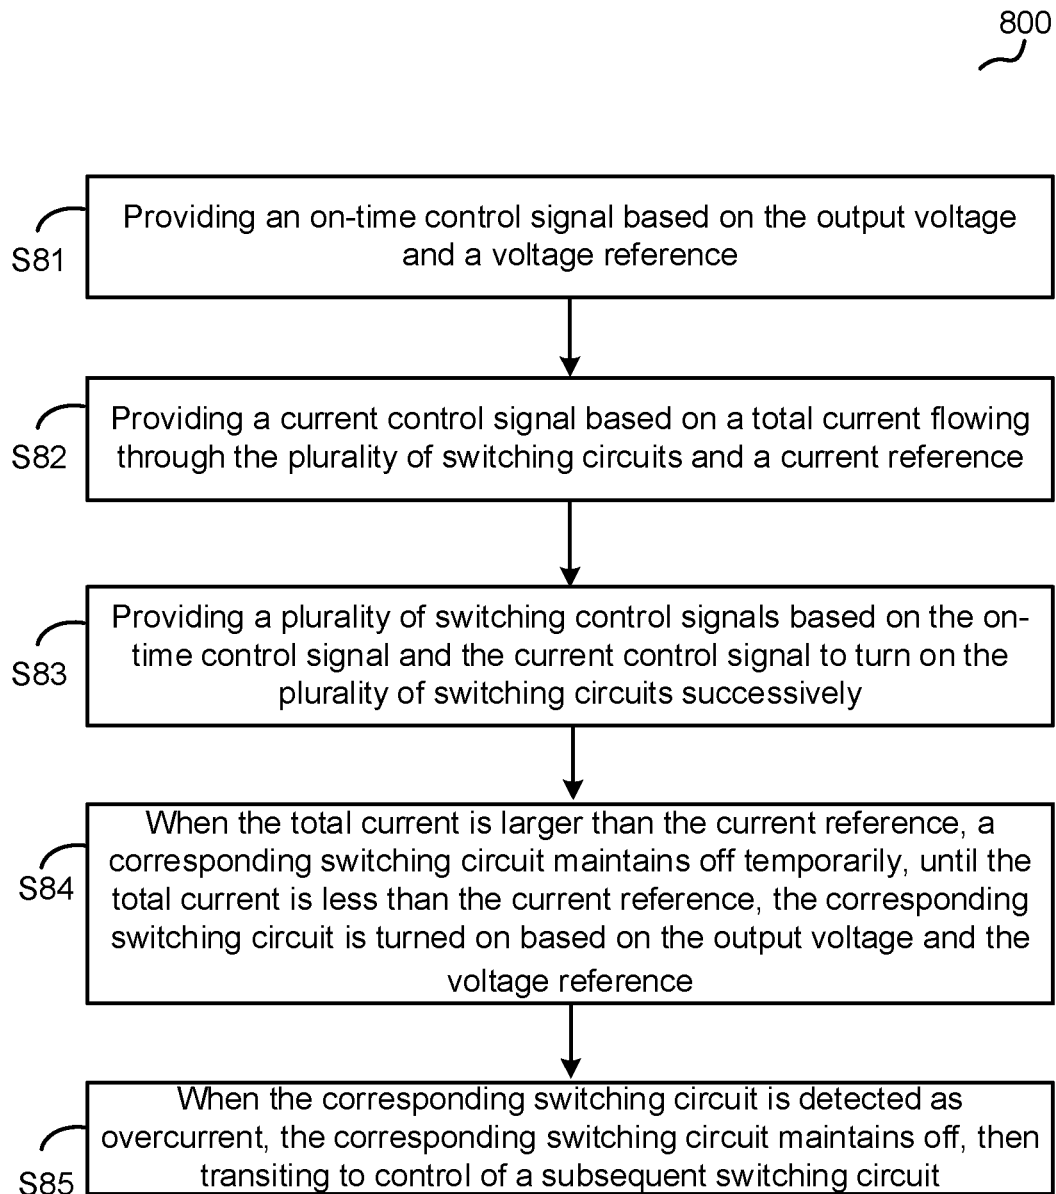 800
Providing an on-time control signal based on the output voltage
and a voltage reference
S81
Providing a current control signal based on a total current flowing
through the plurality of switching circuits and a current reference
S82
Providing a plurality of switching control signals based on the on-
time control signal and the current control signal to turn on the
plurality of switching circuits successively
S83
When the total current is larger than the current reference, a
corresponding switching circuit maintains off temporarily, until the
total current is less than the current reference, the corresponding
switching circuit is turned on based on the output voltage and the
voltage reference
S84
When the corresponding switching circuit is detected as
overcurrent, the corresponding switching circuit maintains off, then
transiting to control of a subsequent switching circuit
S85